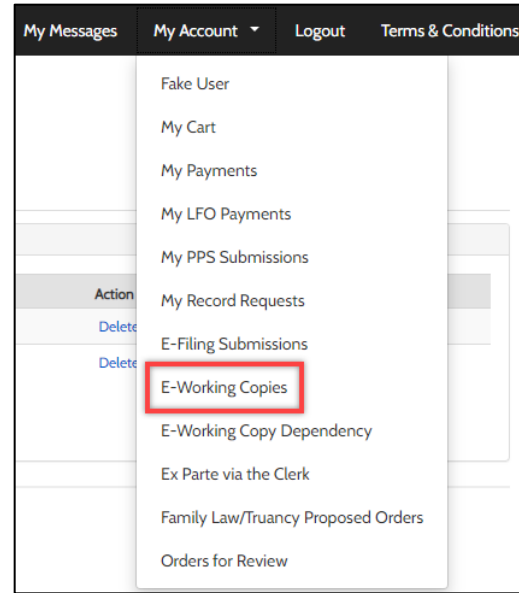 My Messages My Account Logout Terms & Conditions
Fake User
My Cart
My Payments
My LFO Payments
My PPS Submissions
Action
My Record Requests
Delete
E-Filing Submissions
Delete
E-Working Copies
E-Working Copy Dependency
Ex Parte via the Clerk
Family Law/Truancy Proposed Orders
Orders for Review